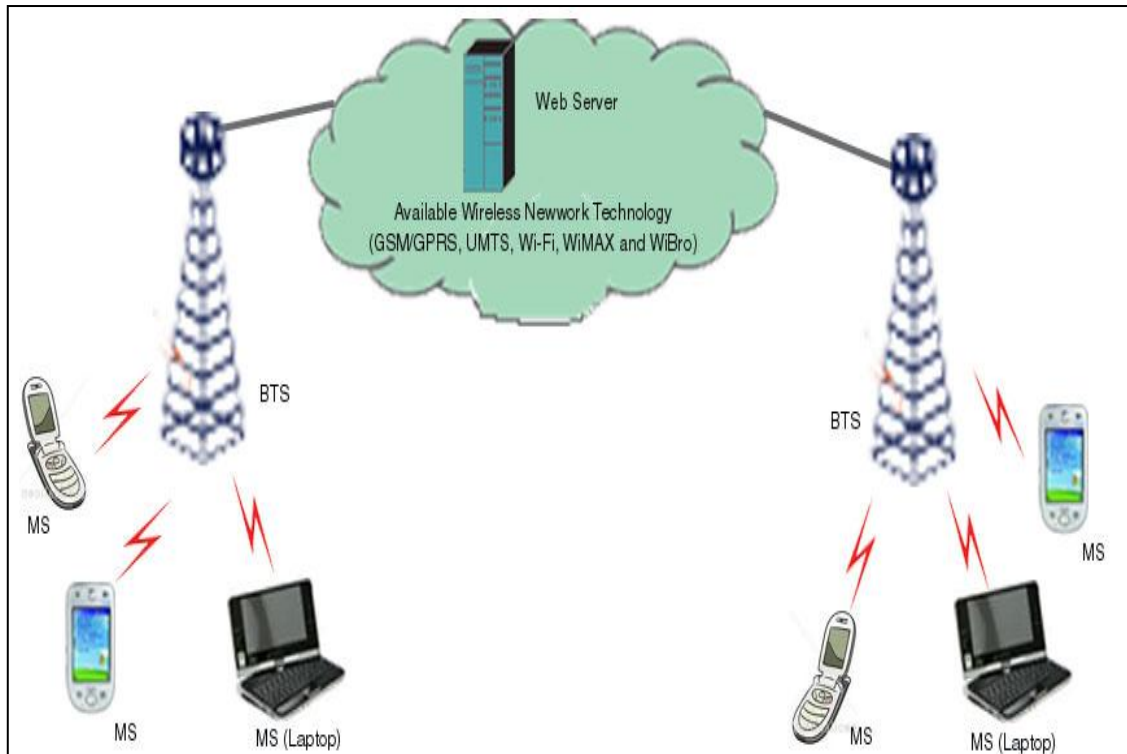 Web Server
Available Wireless Newwork Technology
(GSM/GPRS, UMTS, Wi-Fi, WiMAX and WiBro)
BTS
BTS
MS
MS
MS
MS (Laptop)
MS
MS (Laptop)